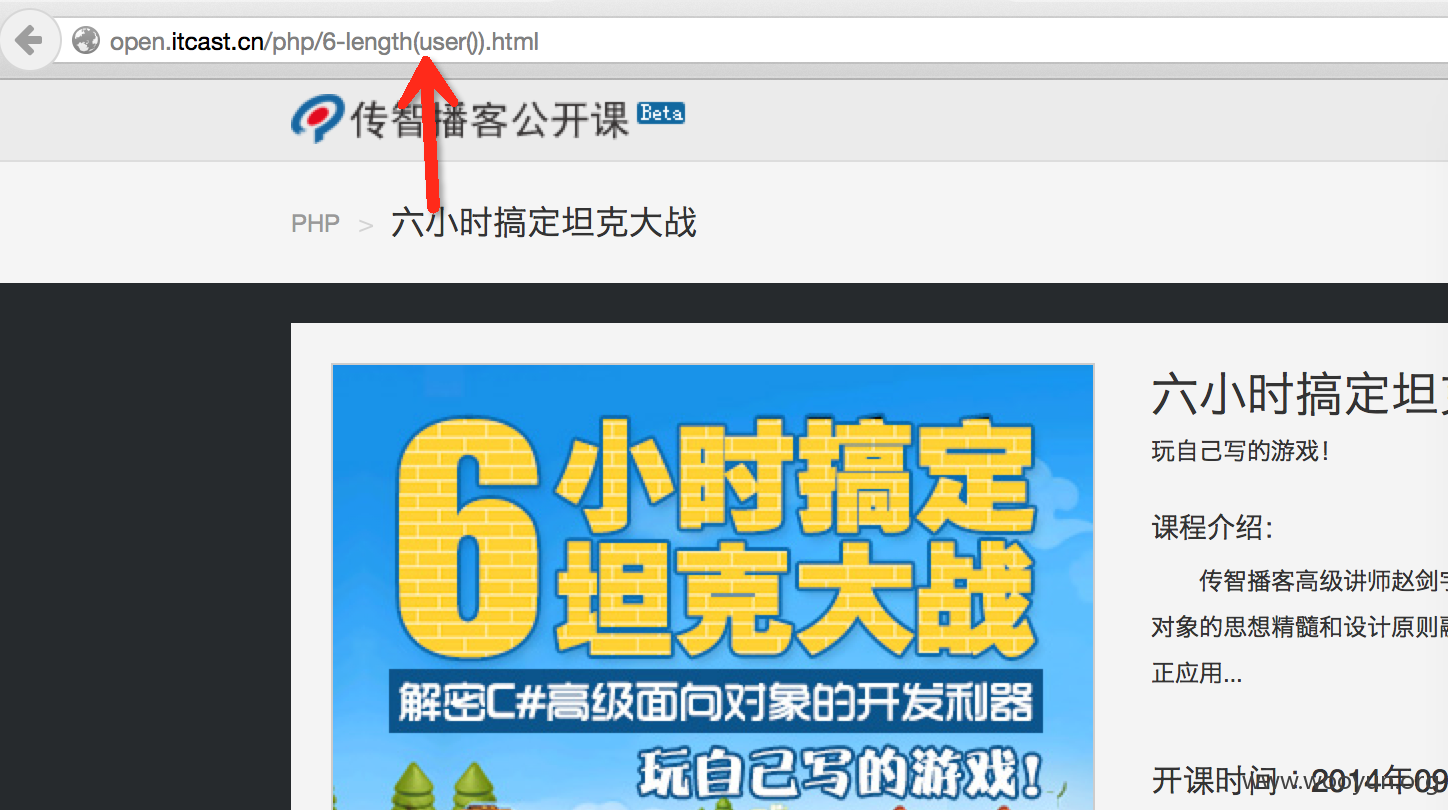 open.itcast.cn/php/6-length(user()).html
传智播客公开课 Beta
PHP > 六小时搞定坦克大战
6小时搞定
坦克大战
解密C#高级面向对象的开发利器
玩自己写的游戏!
六小时搞定坦
玩自己写的游戏!
课程介绍:
传智播客高级讲师赵剑宇
对象的思想精髓和设计原则融
正应用...
开课时间:2014年09
www.wooyun.org